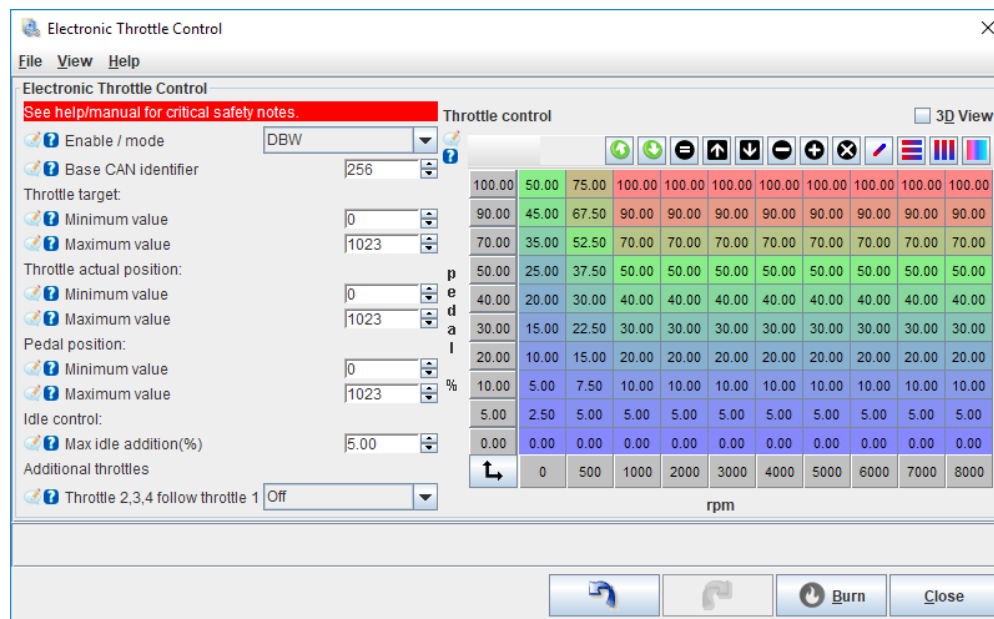 Electronic Throttle Control
File View Help
Electronic Throttle Control
See help/manual for critical safety notes.
Enable / mode DBW
Base CAN identifier 256
Throttle target:
Minimum value 0
Maximum value 1023
Throttle actual position:
Minimum value 0
Maximum value 1023
Pedal position:
Minimum value 0
Maximum value 1023
Idle control:
Max idle addition(%) 5.00
Additional throttles
Throttle 2,3,4 follow throttle 1 Off
Throttle control
3D View
pedal %
100.00 50.00 75.00 100.00 100.00 100.00 100.00 100.00 100.00 100.00 100.00
90.00 45.00 67.50 90.00 90.00 90.00 90.00 90.00 90.00 90.00 90.00
70.00 35.00 52.50 70.00 70.00 70.00 70.00 70.00 70.00 70.00 70.00
50.00 25.00 37.50 50.00 50.00 50.00 50.00 50.00 50.00 50.00 50.00
40.00 20.00 30.00 40.00 40.00 40.00 40.00 40.00 40.00 40.00 40.00
30.00 15.00 22.50 30.00 30.00 30.00 30.00 30.00 30.00 30.00 30.00
20.00 10.00 15.00 20.00 20.00 20.00 20.00 20.00 20.00 20.00 20.00
10.00 5.00 7.50 10.00 10.00 10.00 10.00 10.00 10.00 10.00 10.00
5.00 2.50 5.00 5.00 5.00 5.00 5.00 5.00 5.00 5.00 5.00
0.00 0.00 0.00 0.00 0.00 0.00 0.00 0.00 0.00 0.00 0.00
0 500 1000 2000 3000 4000 5000 6000 7000 8000
rpm
Burn
Close